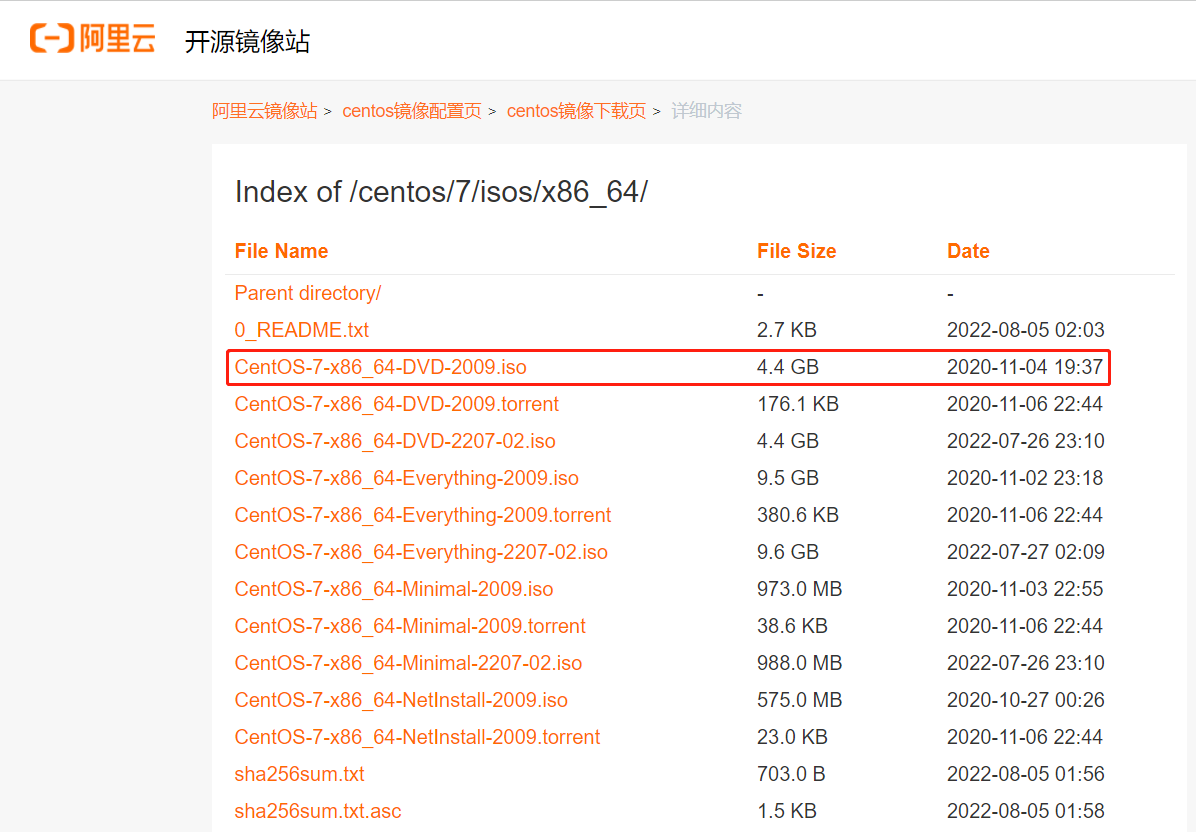 阿里云 开源镜像站
阿里云镜像站 > centos镜像配置页 > centos镜像下载页 > 详细内容
Index of /centos/7/isos/x86_64/
File Name File Size Date
Parent directory/ - -
0_README.txt 2.7 KB 2022-08-05 02:03
CentOS-7-x86_64-DVD-2009.iso 4.4 GB 2020-11-04 19:37
CentOS-7-x86_64-DVD-2009.torrent 176.1 KB 2020-11-06 22:44
CentOS-7-x86_64-DVD-2207-02.iso 4.4 GB 2022-07-26 23:10
CentOS-7-x86_64-Everything-2009.iso 9.5 GB 2020-11-02 23:18
CentOS-7-x86_64-Everything-2009.torrent 380.6 KB 2020-11-06 22:44
CentOS-7-x86_64-Everything-2207-02.iso 9.6 GB 2022-07-27 02:09
CentOS-7-x86_64-Minimal-2009.iso 973.0 MB 2020-11-03 22:55
CentOS-7-x86_64-Minimal-2009.torrent 38.6 KB 2020-11-06 22:44
CentOS-7-x86_64-Minimal-2207-02.iso 988.0 MB 2022-07-26 23:10
CentOS-7-x86_64-NetInstall-2009.iso 575.0 MB 2020-10-27 00:26
CentOS-7-x86_64-NetInstall-2009.torrent 23.0 KB 2020-11-06 22:44
sha256sum.txt 703.0 B 2022-08-05 01:56
sha256sum.txt.asc 1.5 KB 2022-08-05 01:58